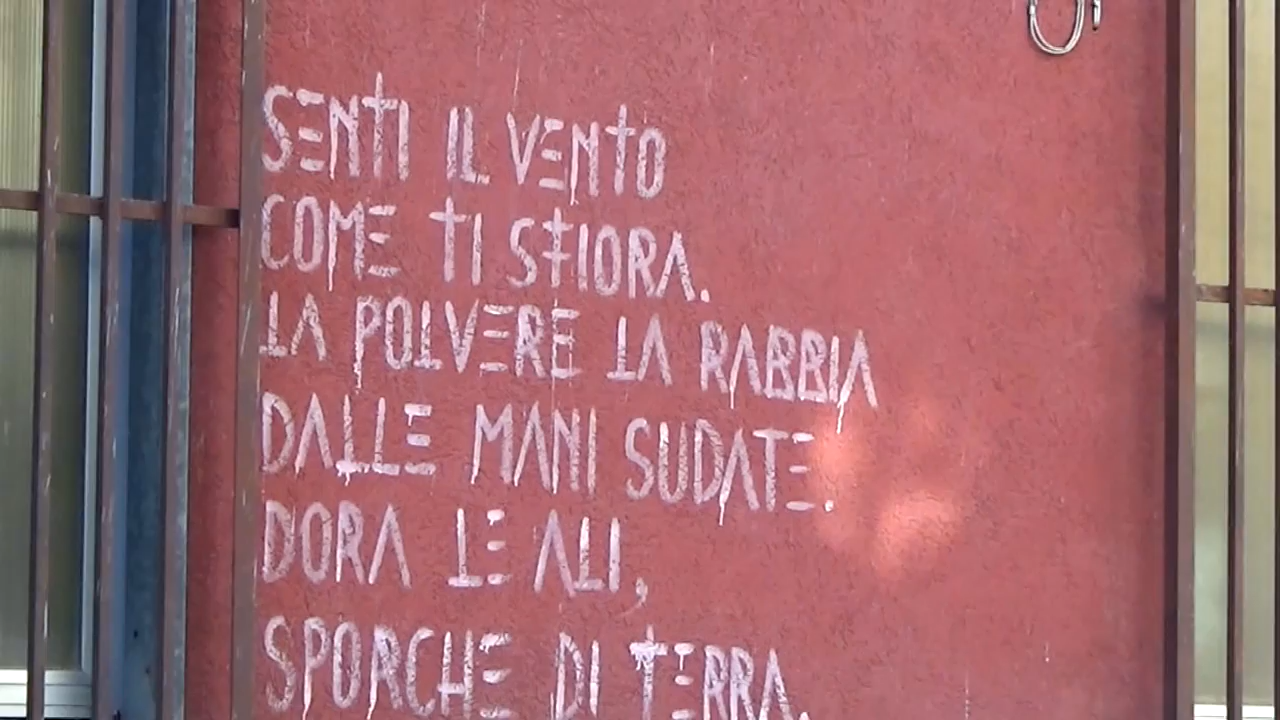 SENTI IL VENTO
COME TI SFIORA.
LA POLVERE LA RABBIA
DALLE MANI SUDATE.
DORA LE ALI,
SPORCHE DI TERRA,